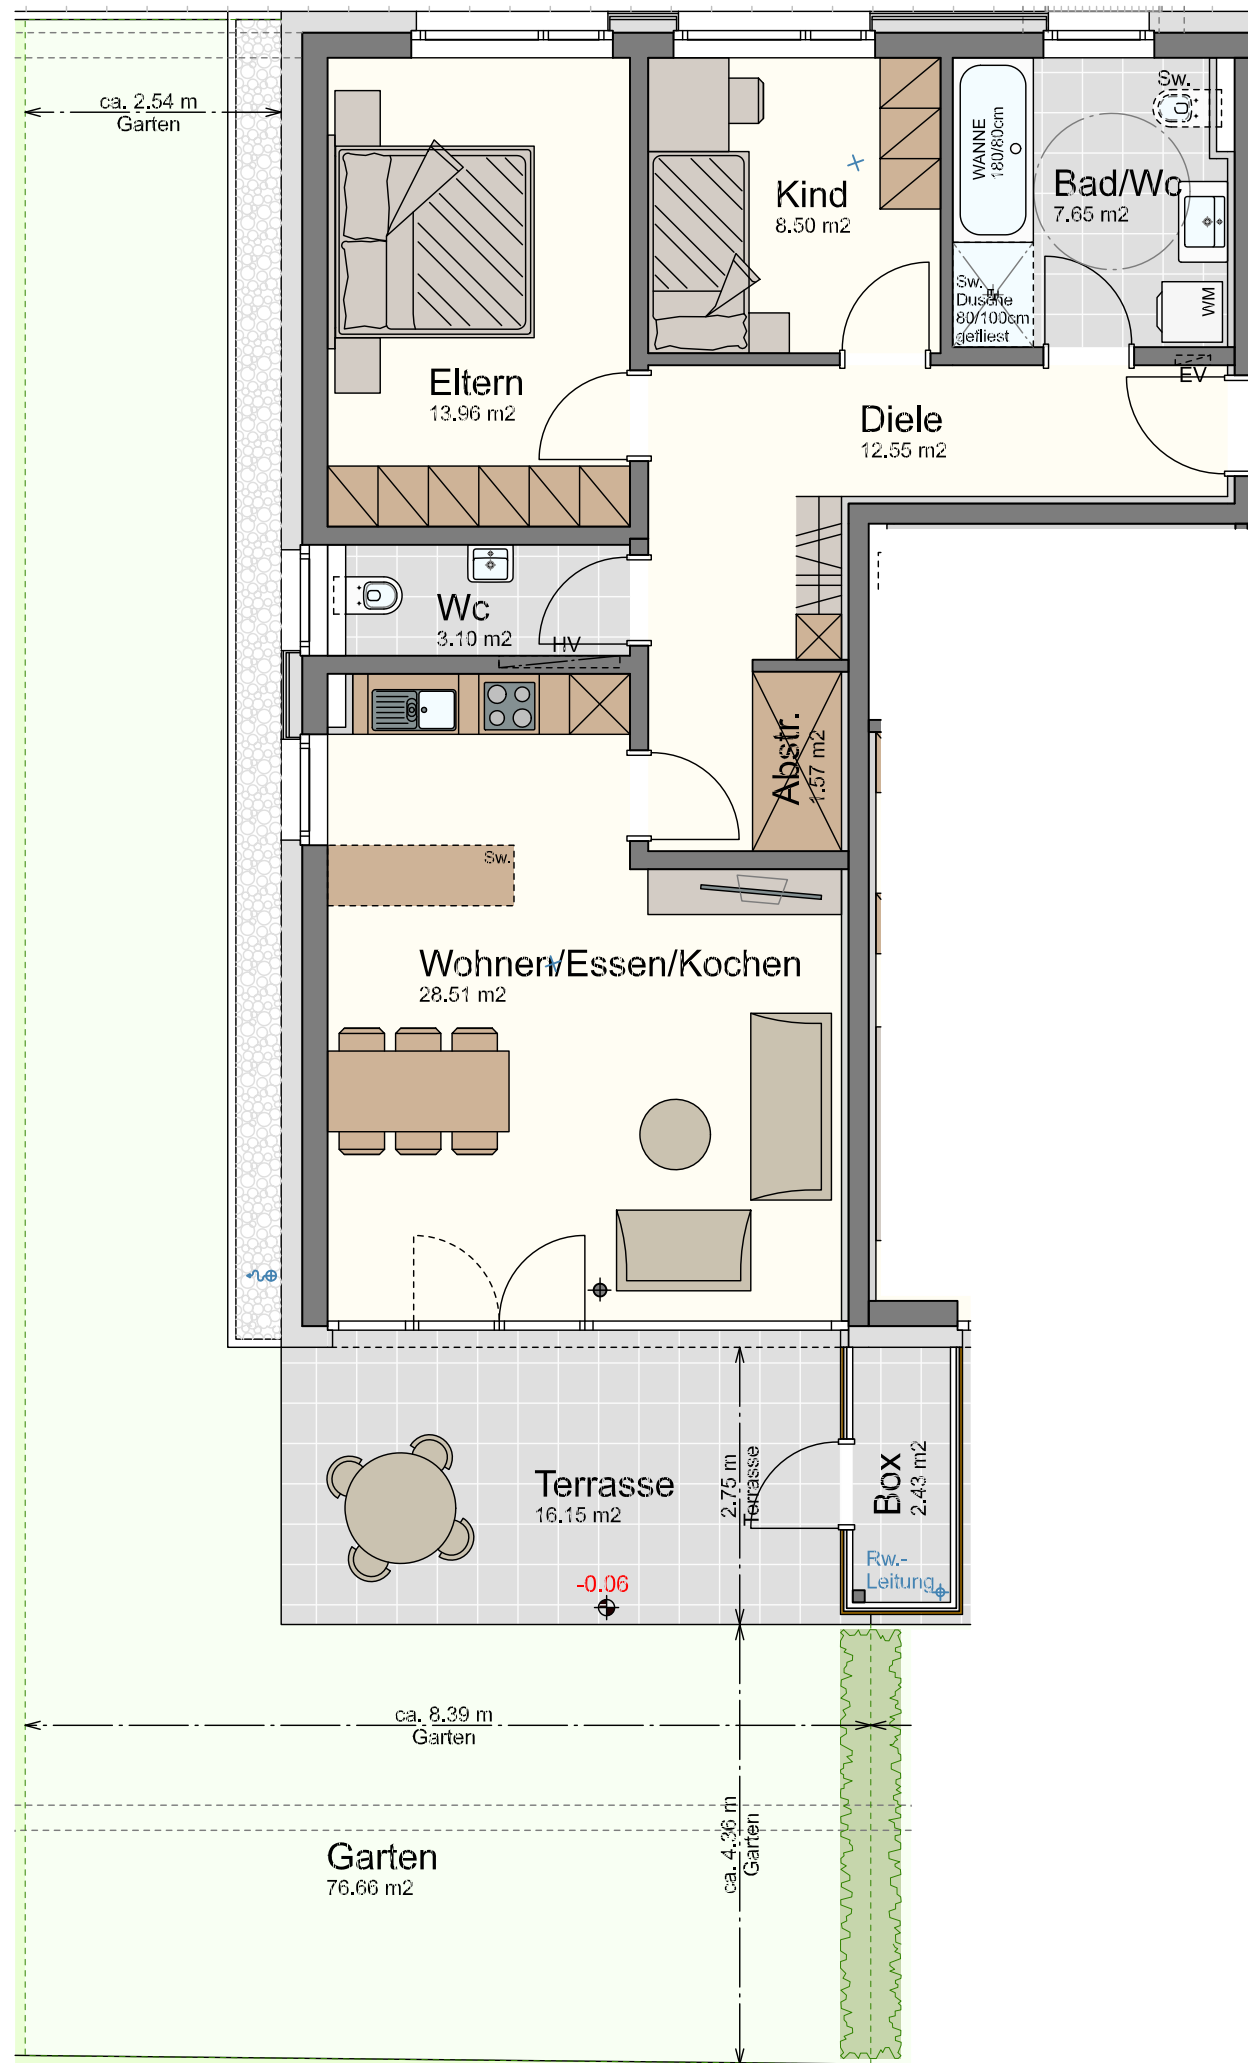 ca. 2.54 m
Garten
Sw.
WANNE
180/80cm
Kind
8.50 m2
Bad/Wc
7.65 m2
Sw.
Dusche
80/100cm
gefliest
WM
EV
Eltern
13.96 m2
Diele
12.55 m2
Wc
3.10 m2
HV
Abstr.
1.57 m2
Sw.
Wohnen/Essen/Kochen
28.51 m2
Terrasse
16.15 m2
2.75 m
Terrasse
Box
2.43 m2
Rw.-
Leitung
-0.06
ca. 8.39 m
Garten
ca. 4.36 m
Garten
Garten
76.66 m2